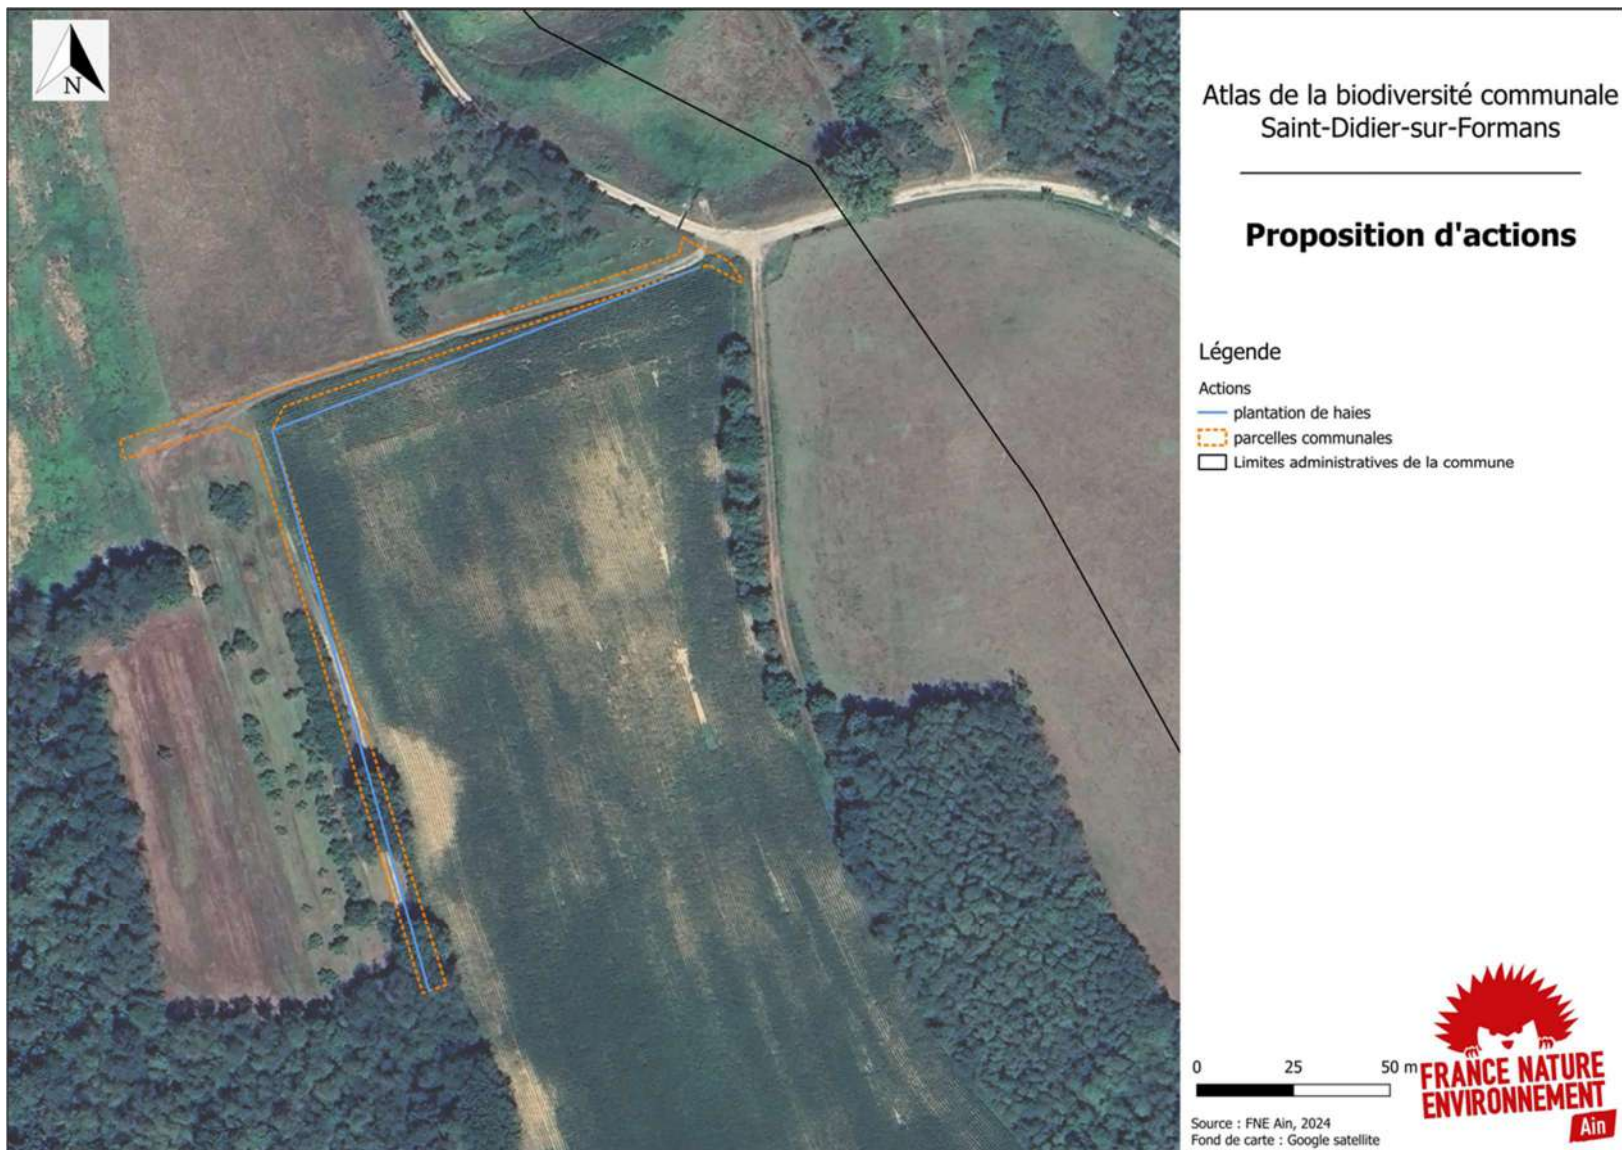 N
Atlas de la biodiversité communale
Saint-Didier-sur-Formans
Proposition d'actions
Légende
Actions
plantation de haies
parcelles communales
Limites administratives de la commune
0 25 50 m
Source : FNE Ain, 2024
Fond de carte : Google satellite
FRANCE NATURE
ENVIRONNEMENT
Ain